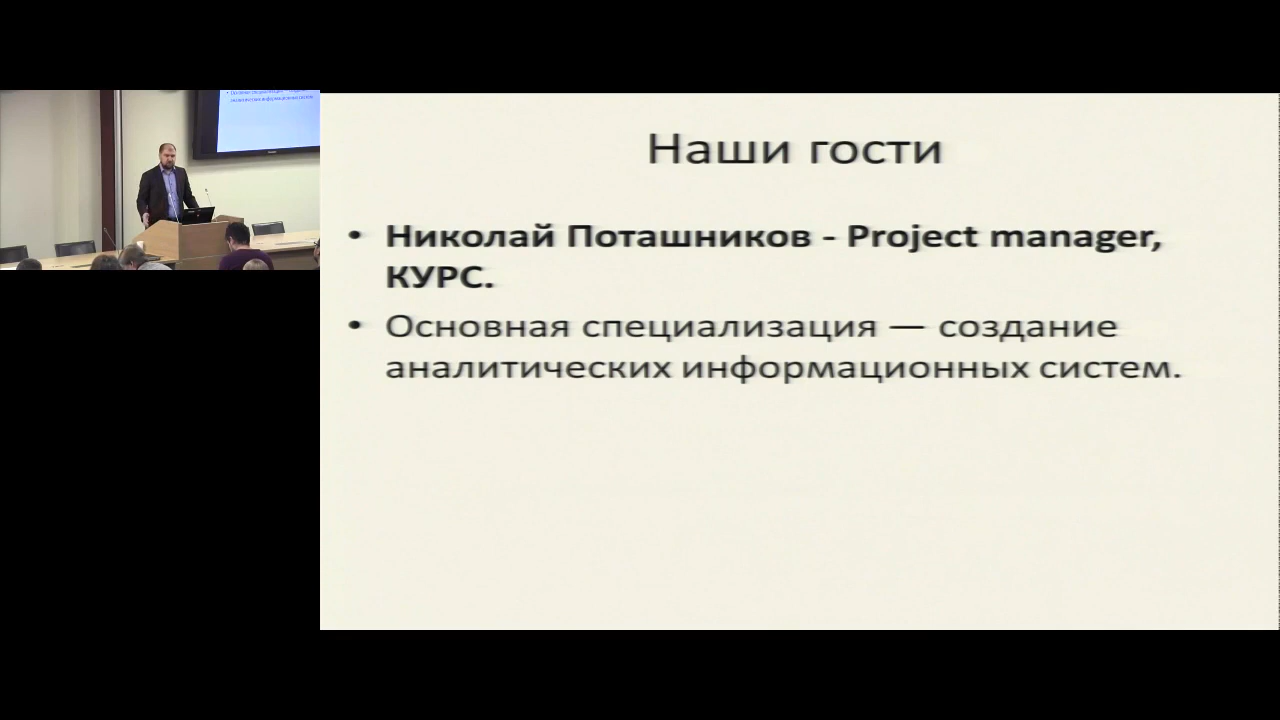 Наши гости
• Николай Поташников - Project manager,
КУРС.
• Основная специализация — создание
аналитических информационных систем.